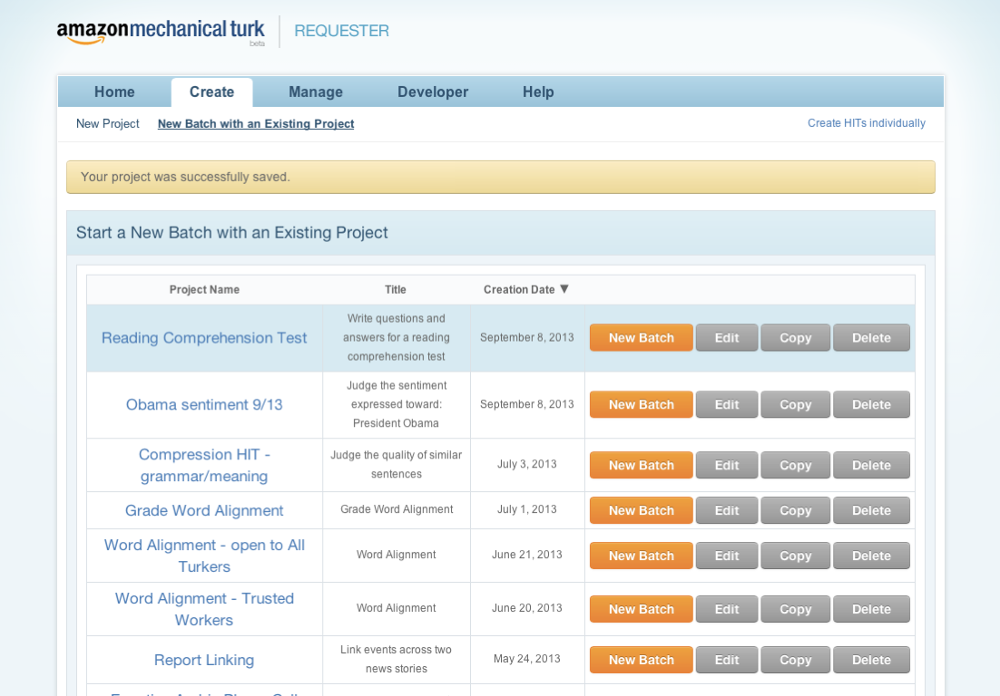 amazonmechanical turk
beta
REQUESTER
Home Create Manage Developer Help
New Project New Batch with an Existing Project Create HITs individually
Your project was successfully saved.
Start a New Batch with an Existing Project
Project Name Title Creation Date ▼
Reading Comprehension Test
Write questions and
answers for a reading
comprehension test
September 8, 2013
New Batch Edit Copy Delete
Obama sentiment 9/13
Judge the sentiment
expressed toward:
President Obama
September 8, 2013
New Batch Edit Copy Delete
Compression HIT -
grammar/meaning
Judge the quality of similar
sentences
July 3, 2013
New Batch Edit Copy Delete
Grade Word Alignment
Grade Word Alignment
July 1, 2013
New Batch Edit Copy Delete
Word Alignment - open to All
Turkers
Word Alignment
June 21, 2013
New Batch Edit Copy Delete
Word Alignment - Trusted
Workers
Word Alignment
June 20, 2013
New Batch Edit Copy Delete
Report Linking
Link events across two
news stories
May 24, 2013
New Batch Edit Copy Delete